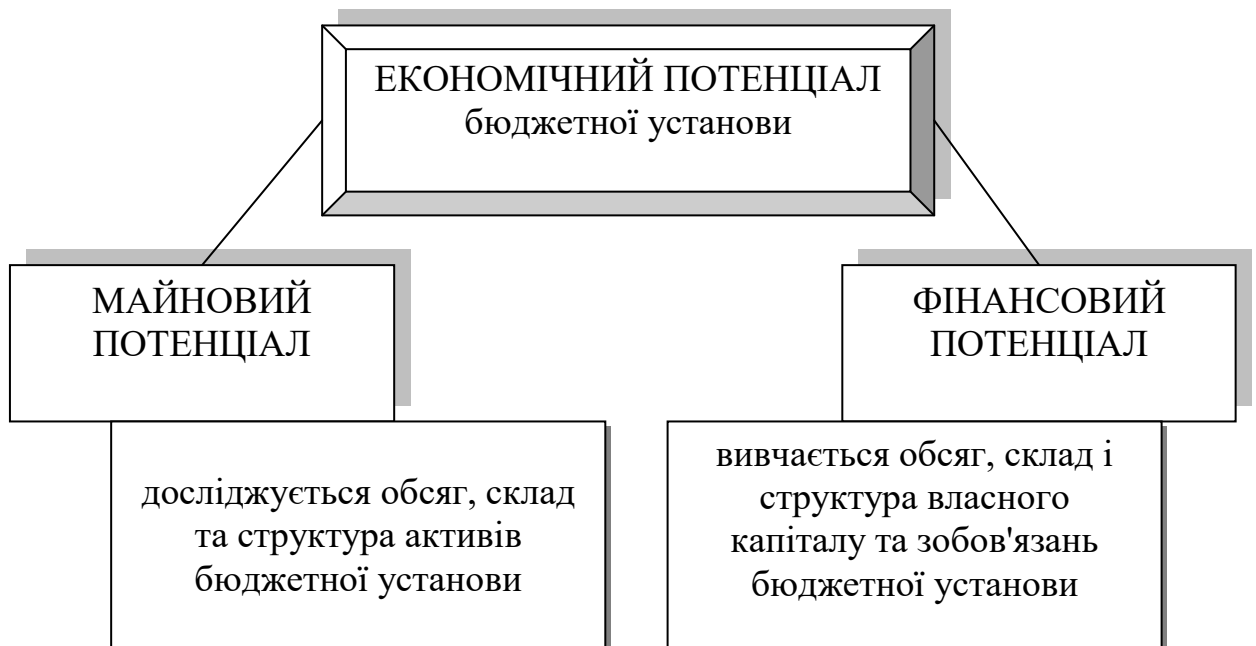 ЕКОНОМІЧНИЙ ПОТЕНЦІАЛ
бюджетної установи
МАЙНОВИЙ
ПОТЕНЦІАЛ
ФІНАНСОВИЙ
ПОТЕНЦІАЛ
досліджується обсяг, склад
та структура активів
бюджетної установи
вивчається обсяг, склад і
структура власного
капіталу та зобов'язань
бюджетної установи